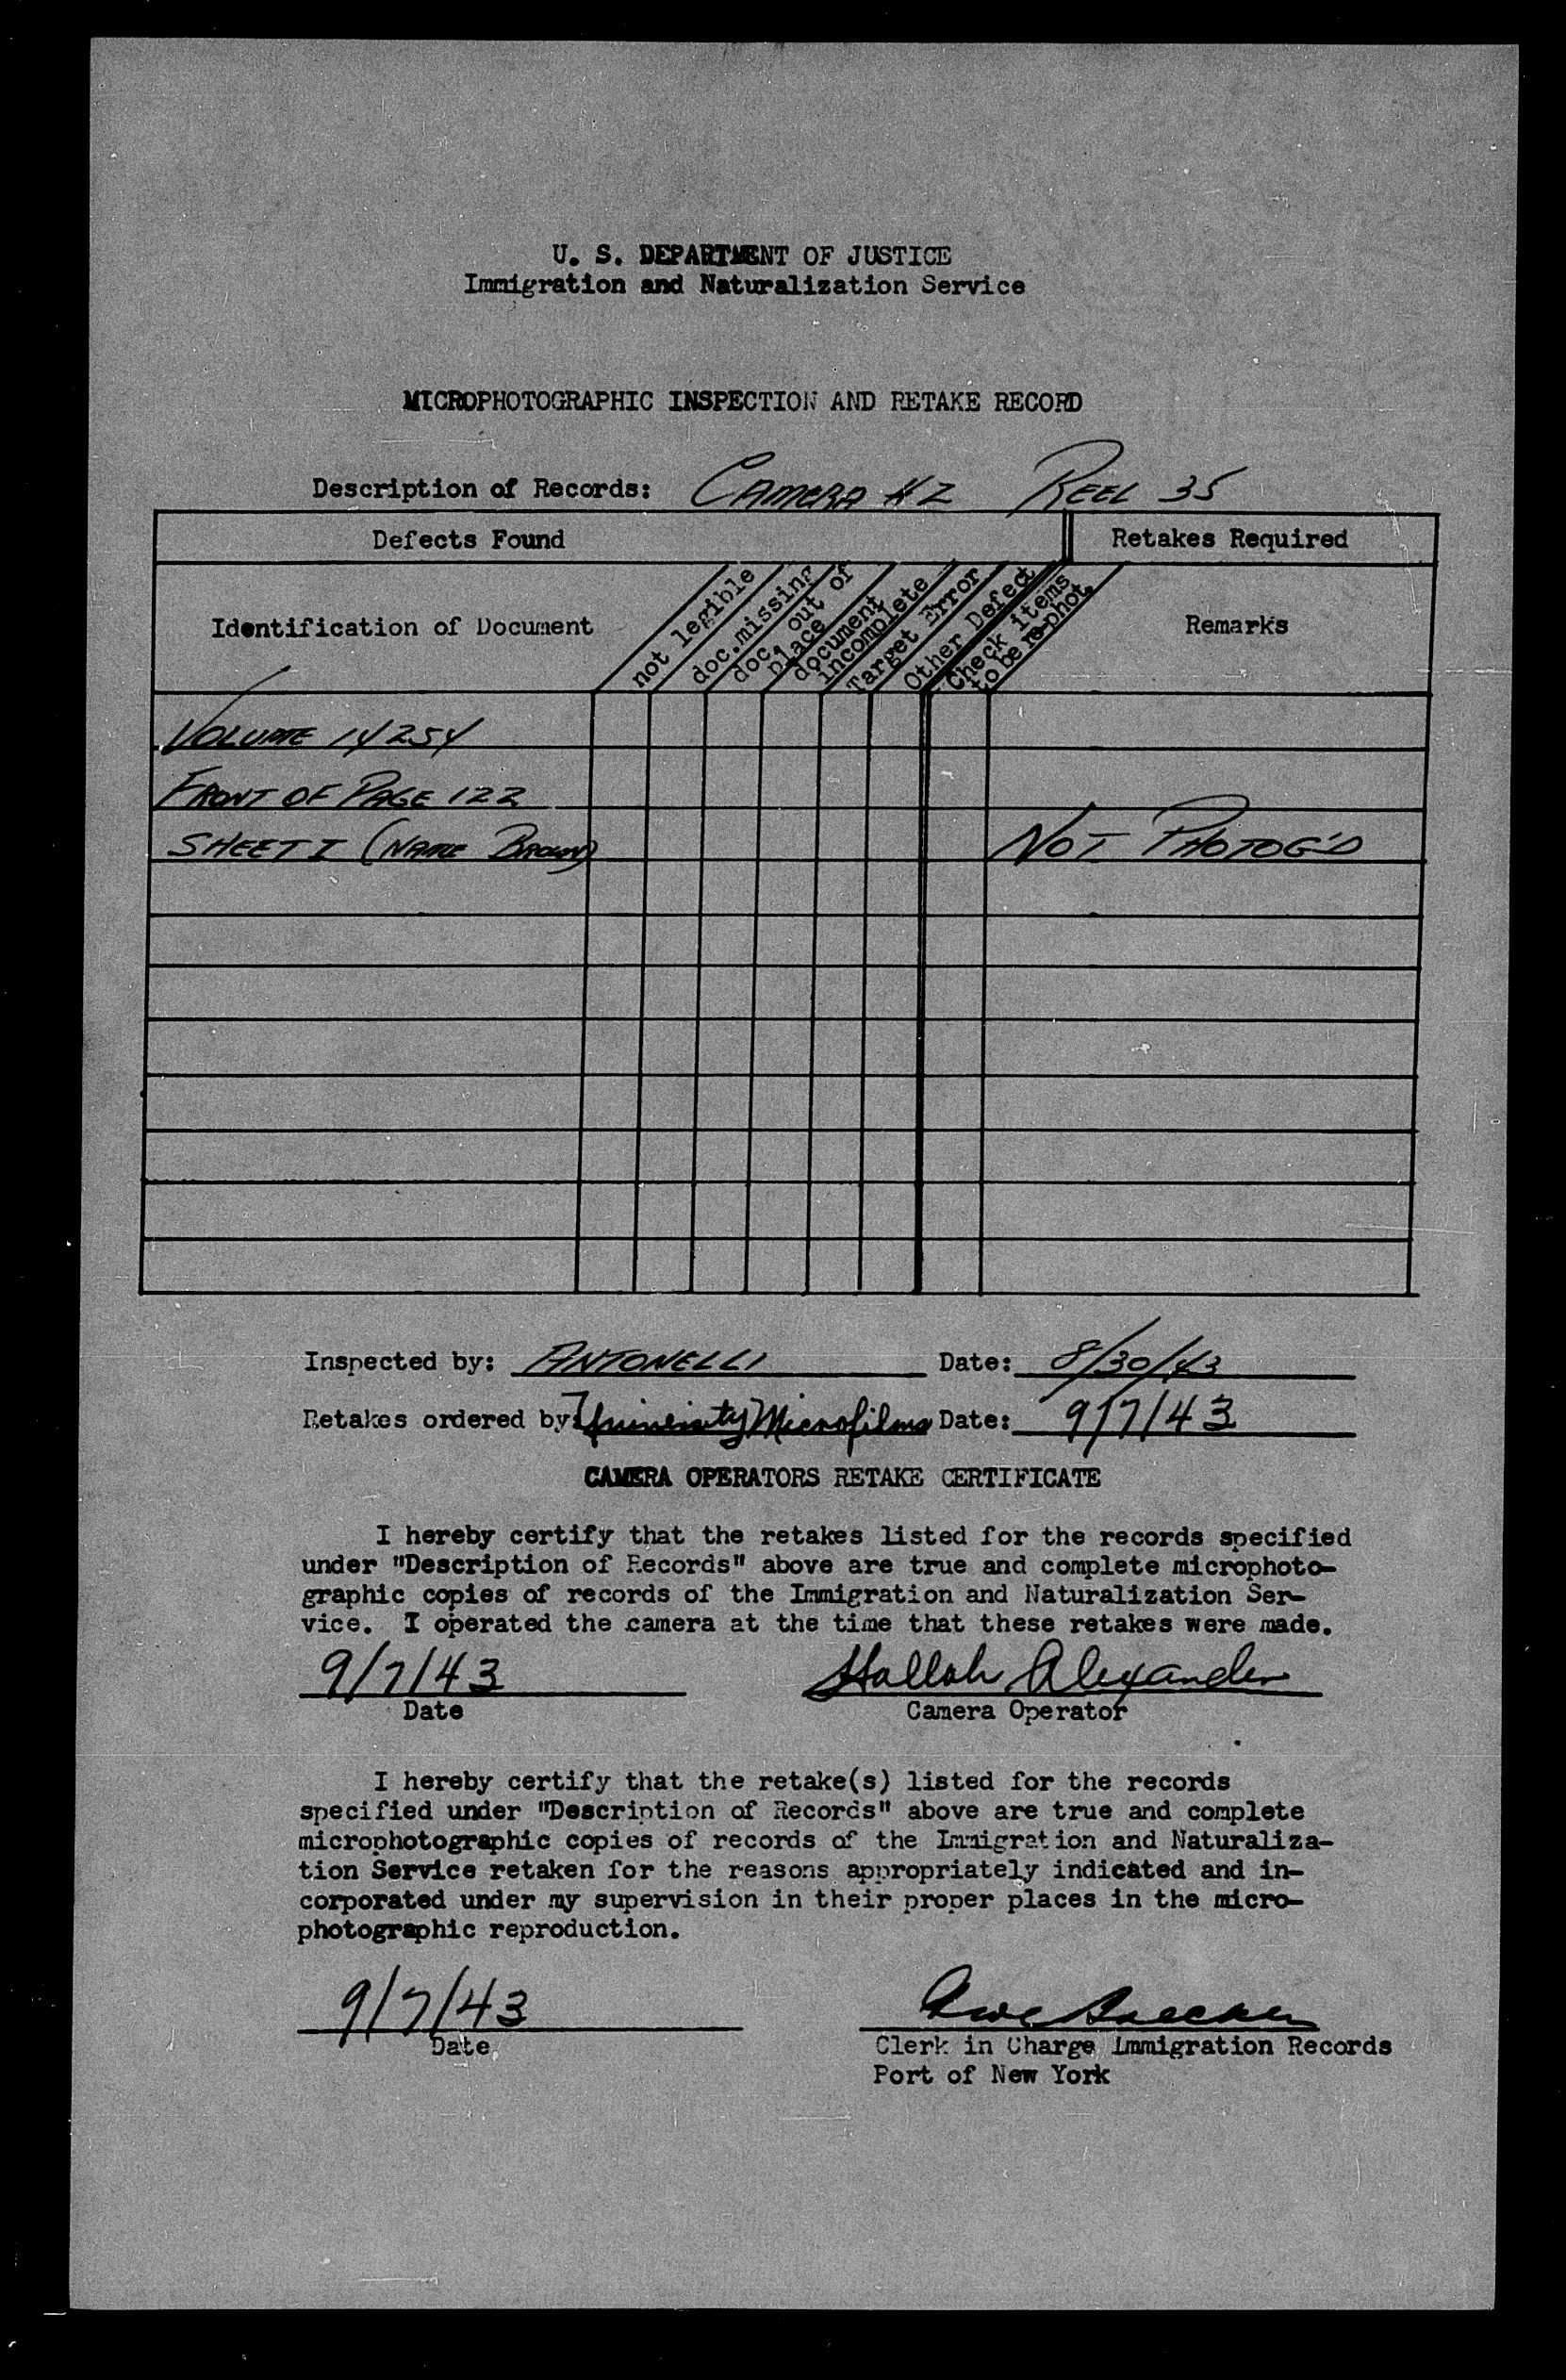 U. S. DEPARTMENT OF JUSTICE
Immigration and Naturalization Service
MICROPHOTOGRAPHIC INSPECTION AND RETAKE RECORD
Description of Records: CAMERA #2 REEL 35
Defects Found
Retakes Required
Identification of Document
not legible
doc.missing
doc. out of
place
document
incomplete
Target Error
Other Defect
Check items
to be re-phot.
Remarks
VOLUME 14254
FRONT OF PAGE 122
SHEET I (NAME BROWN) NOT PHOTOG'D
Inspected by: ANTONELLI Date: 8/30/43
Retakes ordered by: University Microfilms Date: 9/7/43
CAMERA OPERATORS RETAKE CERTIFICATE
I hereby certify that the retakes listed for the records specified
under "Description of Records" above are true and complete microphoto-
graphic copies of records of the Immigration and Naturalization Ser-
vice. I operated the camera at the time that these retakes were made.
9/7/43 Hallah Alexander
Date Camera Operator
I hereby certify that the retake(s) listed for the records
specified under "Description of Records" above are true and complete
microphotographic copies of records of the Immigration and Naturaliza-
tion Service retaken for the reasons appropriately indicated and in-
corporated under my supervision in their proper places in the micro-
photographic reproduction.
9/7/43
Date
Clerk in Charge Immigration Records
Port of New York